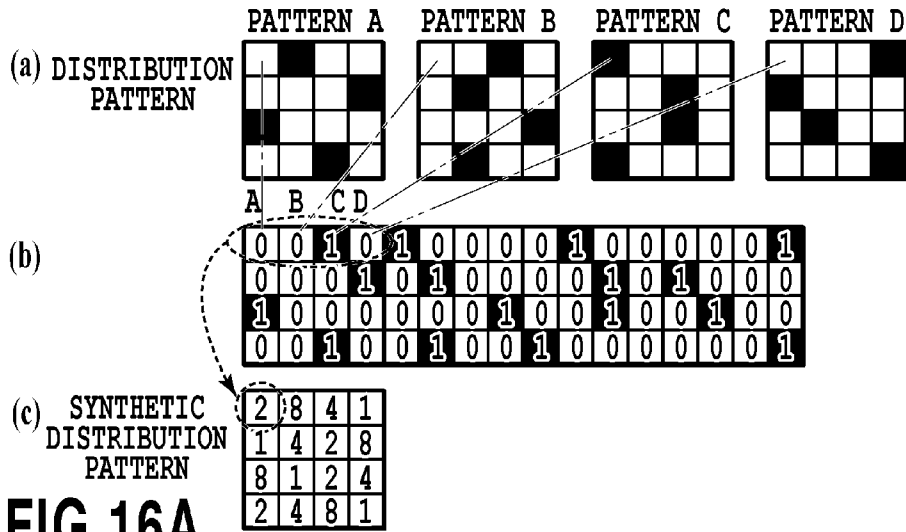 PATTERN A PATTERN B PATTERN C PATTERN D
(a) DISTRIBUTION
PATTERN
A B C D
(b)
0 0 1 0 1 0 0 0 0 1 0 0 0 0 0 1
0 0 0 1 0 1 0 0 0 0 1 0 1 0 0 0
1 0 0 0 0 0 0 1 0 0 1 0 0 1 0 0
0 0 1 0 0 1 0 0 1 0 0 0 0 0 0 1
(c) SYNTHETIC
DISTRIBUTION
PATTERN
2 8 4 1
1 4 2 8
8 1 2 4
2 4 8 1
FIG.16A